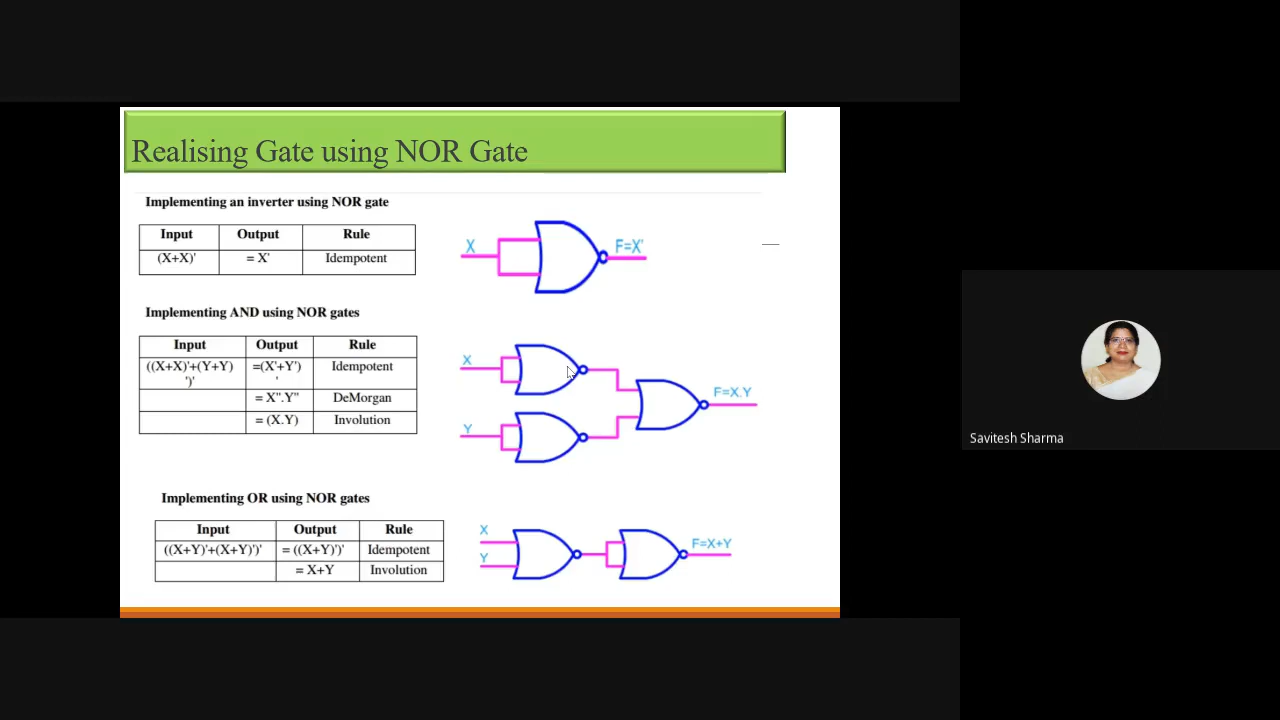 Realising Gate using NOR Gate
Implementing an inverter using NOR gate
Input Output Rule
(X+X)' = X' Idempotent
X F=X'
Implementing AND using NOR gates
Input Output Rule
((X+X)'+(Y+Y) =(X'+Y') Idempotent
')' '
= X".Y" DeMorgan
= (X.Y) Involution
X
Y
F=X.Y
Implementing OR using NOR gates
Input Output Rule
((X+Y)'+(X+Y)')' = ((X+Y)')' Idempotent
= X+Y Involution
X
Y
F=X+Y
Savitesh Sharma